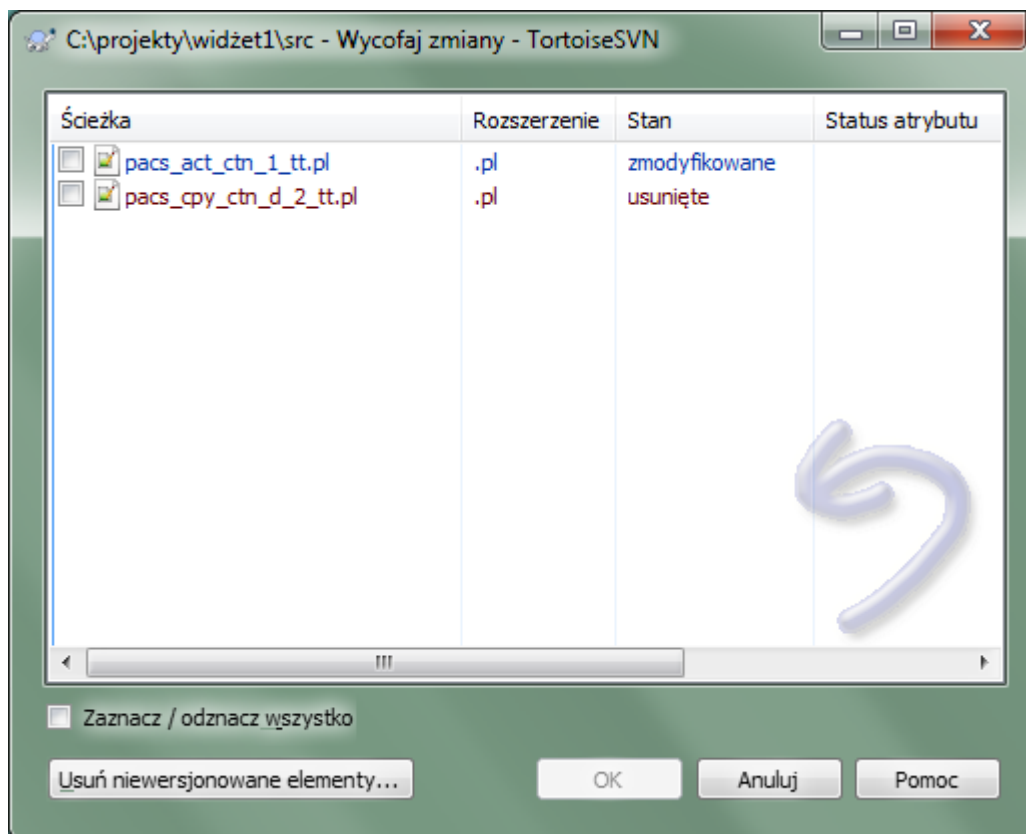 C:\projekty\widżet1\src - Wycofaj zmiany - TortoiseSVN
Ścieżka Rozszerzenie Stan Status atrybutu
pacs_act_ctn_1_tt.pl .pl zmodyfikowane
pacs_cpy_ctn_d_2_tt.pl .pl usunięte
Zaznacz / odznacz wszystko
Usuń niewersjonowane elementy... OK Anuluj Pomoc